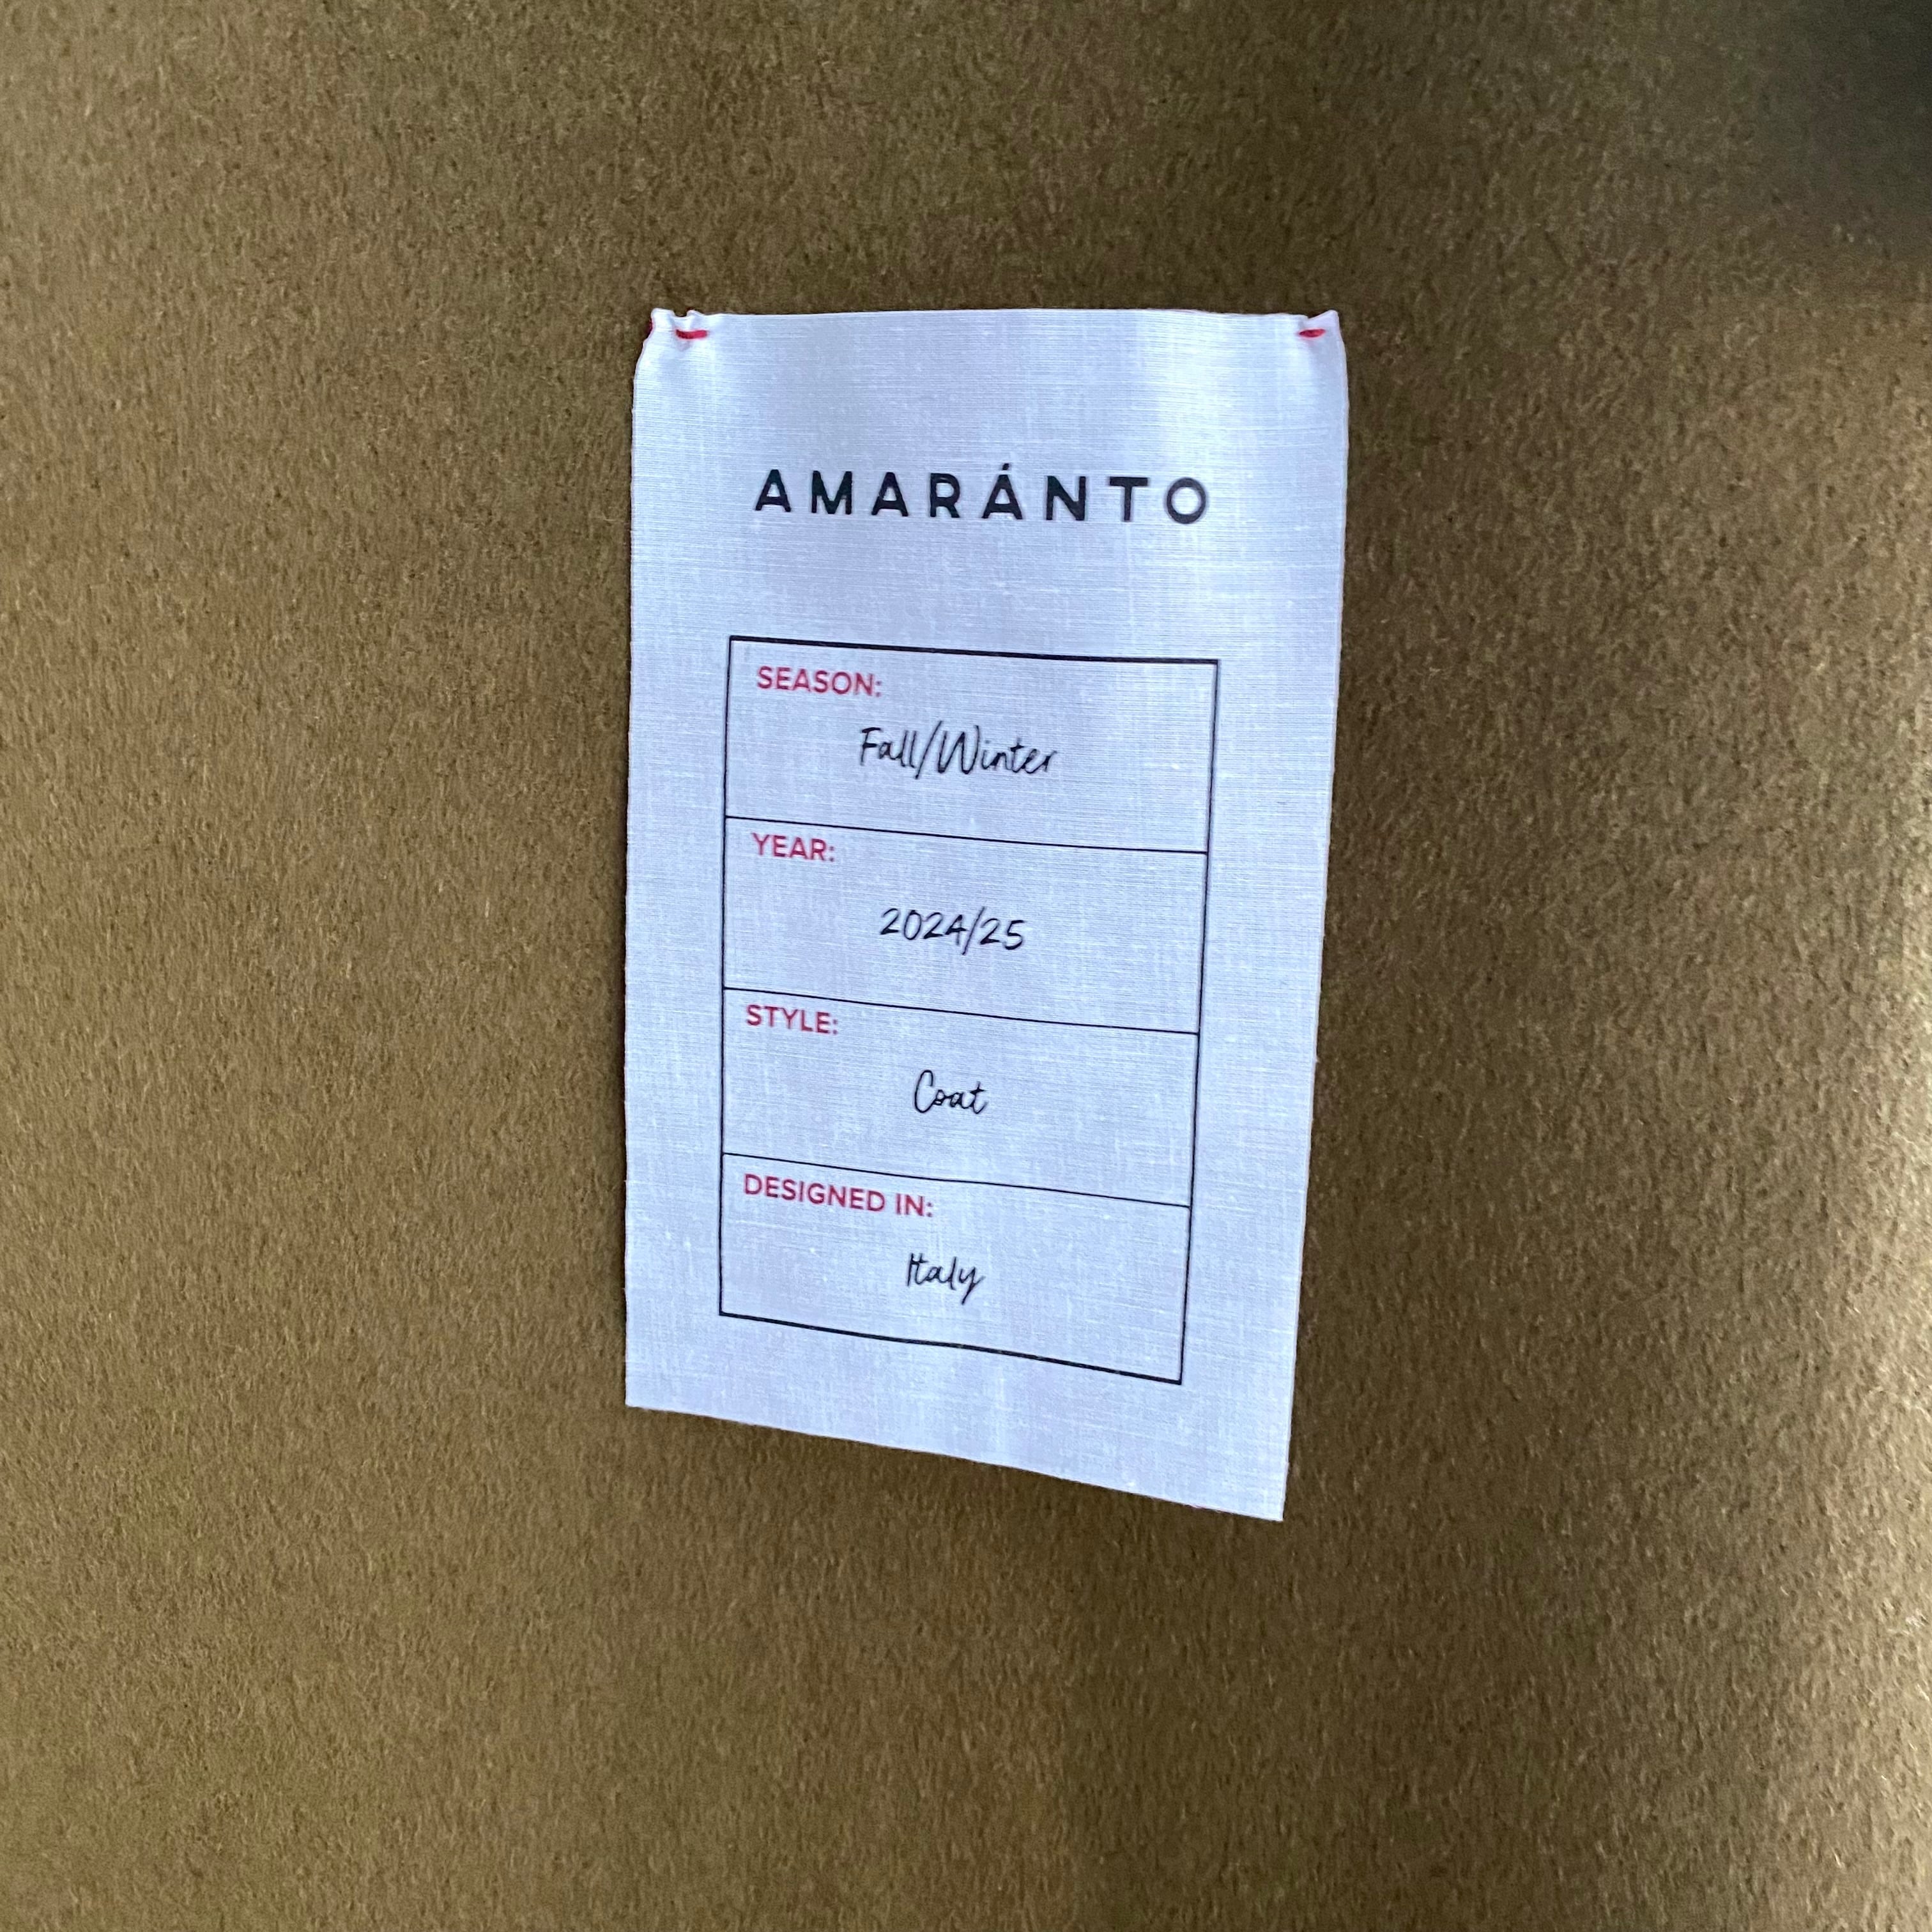 AMARÁNTO
SEASON:
Fall/Winter
YEAR:
2024/25
STYLE:
Coat
DESIGNED IN:
Italy